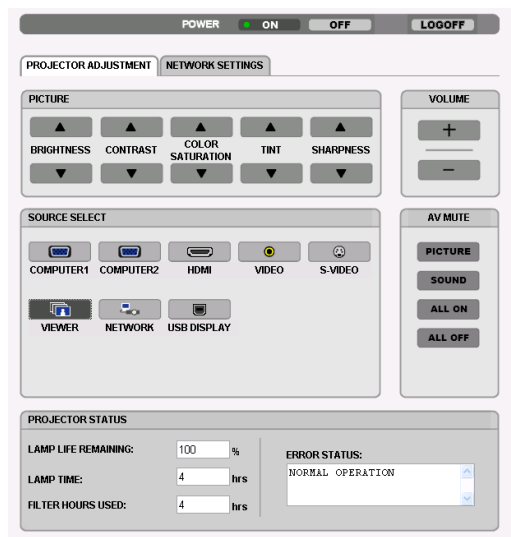 POWER ON OFF LOGOFF
PROJECTOR ADJUSTMENT NETWORK SETTINGS
PICTURE
BRIGHTNESS CONTRAST COLOR SATURATION TINT SHARPNESS
VOLUME
+
−
SOURCE SELECT
COMPUTER1 COMPUTER2 HDMI VIDEO S-VIDEO
VIEWER NETWORK USB DISPLAY
AV MUTE
PICTURE
SOUND
ALL ON
ALL OFF
PROJECTOR STATUS
LAMP LIFE REMAINING: 100 %
LAMP TIME: 4 hrs
FILTER HOURS USED: 4 hrs
ERROR STATUS:
NORMAL OPERATION